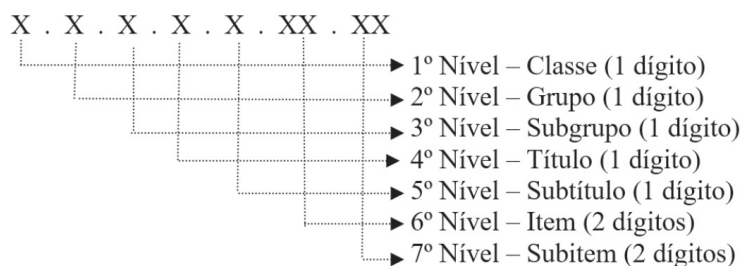 X . X . X . X . X . XX . XX
1º Nível – Classe (1 dígito)
2º Nível – Grupo (1 dígito)
3º Nível – Subgrupo (1 dígito)
4º Nível – Título (1 dígito)
5º Nível – Subtítulo (1 dígito)
6º Nível – Item (2 dígitos)
7º Nível – Subitem (2 dígitos)